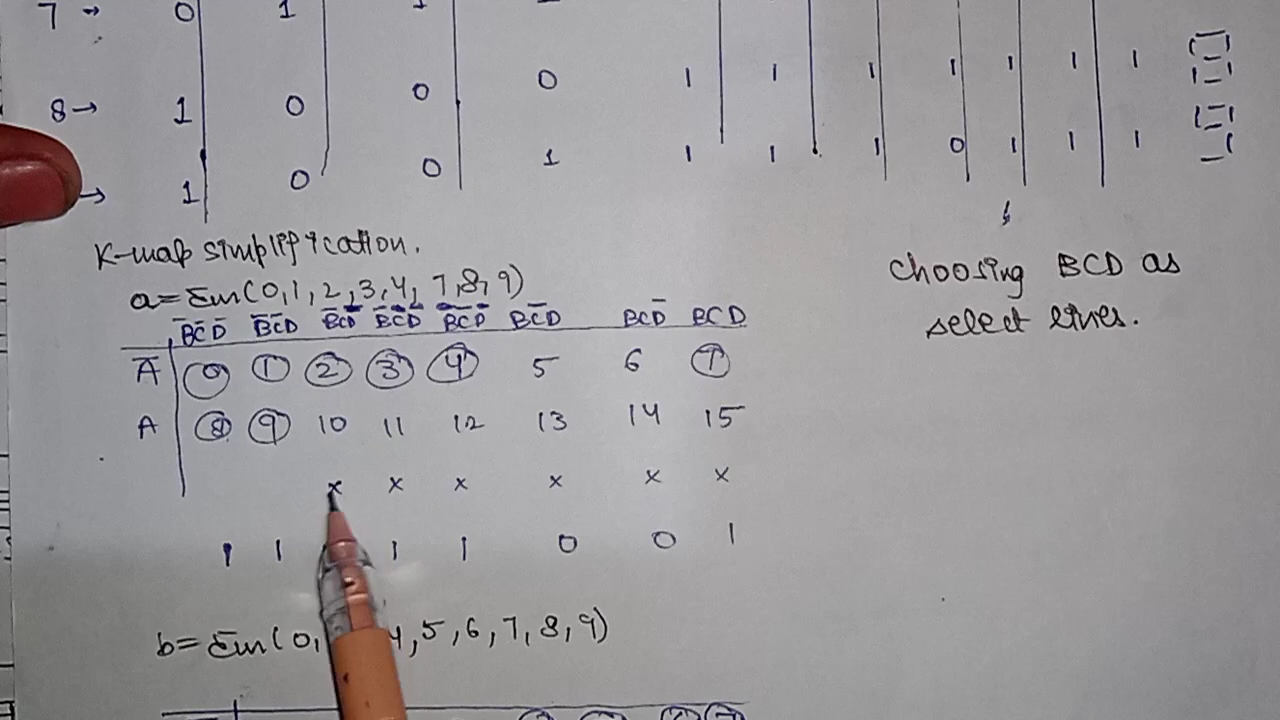 7 → 0 1 1
8 → 1 0 0 0 1 1 1 1 1 1 1
→ 1 0 0 1 1 1 1 0 1 1 1
K-map simplification.
a = Σm(0,1,2,3,4,7,8,9)
B̄C̄D̄ B̄C̄D B̄CD̄ B̄CD BC̄D̄ BC̄D BCD̄ BCD
Ā 0 1 2 3 4 5 6 7
A 8 9 10 11 12 13 14 15
x x x x x x
1 1 1 1 0 0 1
b = Σm(0, 4,5,6,7,8,9)
choosing BCD as
select lines.